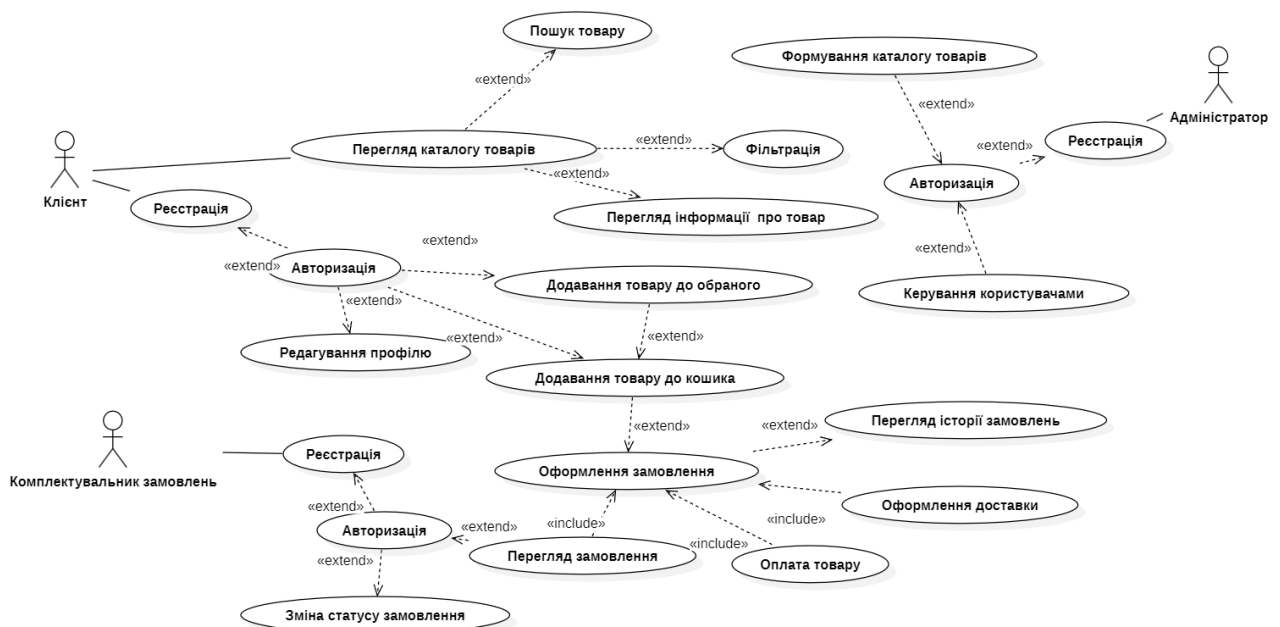 Пошук товару
Формування каталогу товарів
«extend»
«extend»
Адміністратор
Реєстрація
«extend»
Перегляд каталогу товарів
«extend»
Фільтрація
«extend»
Авторизація
Клієнт
Реєстрація
Перегляд інформації  про товар
«extend»
«extend»
«extend»
Авторизація
Додавання товару до обраного
Керування користувачами
«extend»
«extend»
«extend»
Редагування профілю
Додавання товару до кошика
«extend»
«extend»
Перегляд історії замовлень
Реєстрація
Оформлення замовлення
Комплектувальник замовлень
«extend»
Оформлення доставки
«extend»
«include»
«include»
Авторизація
«include»
Перегляд замовлення
«extend»
Оплата товару
Зміна статусу замовлення